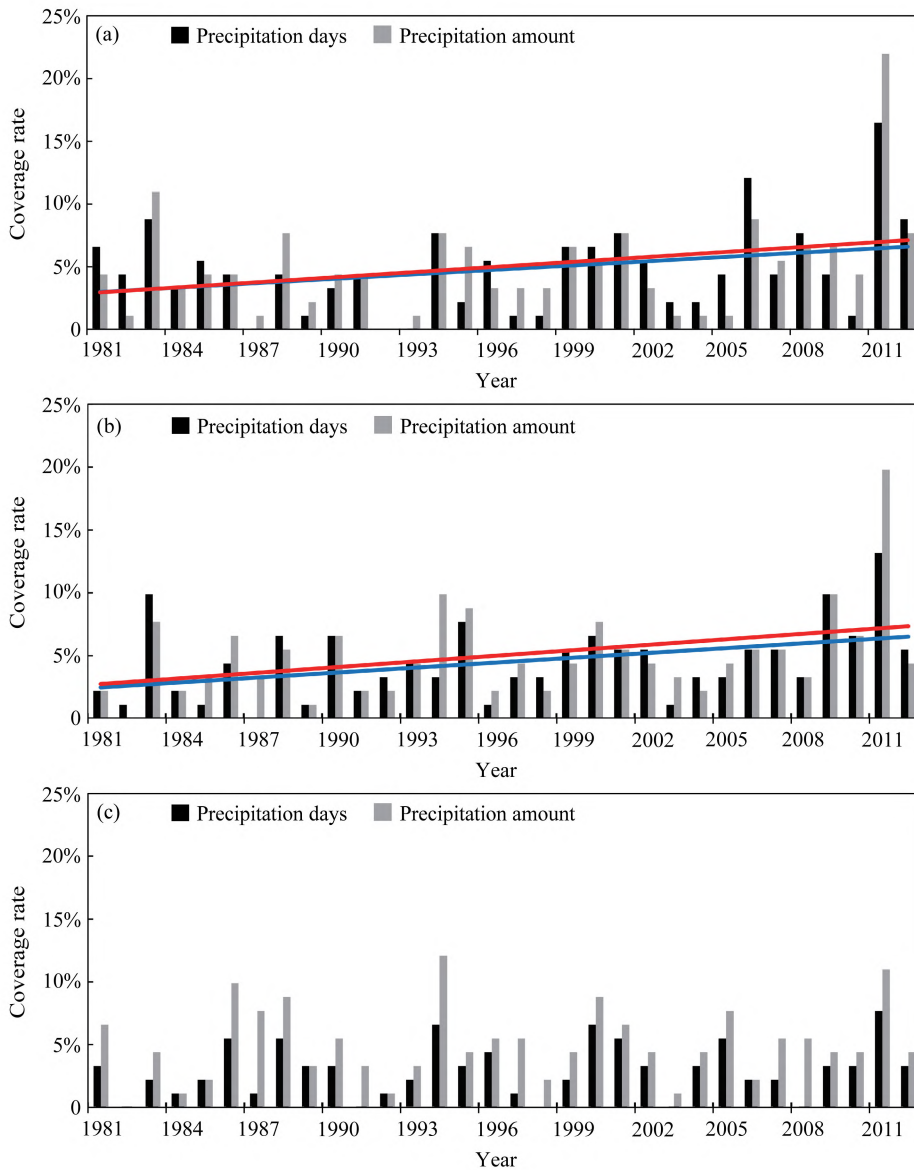 (a) Precipitation days Precipitation amount
25%
20%
15%
10%
5%
0
Coverage rate
1981 1984 1987 1990 1993 1996 1999 2002 2005 2008 2011
Year
(b) Precipitation days Precipitation amount
25%
20%
15%
10%
5%
0
Coverage rate
1981 1984 1987 1990 1993 1996 1999 2002 2005 2008 2011
Year
(c) Precipitation days Precipitation amount
25%
20%
15%
10%
5%
0
Coverage rate
1981 1984 1987 1990 1993 1996 1999 2002 2005 2008 2011
Year